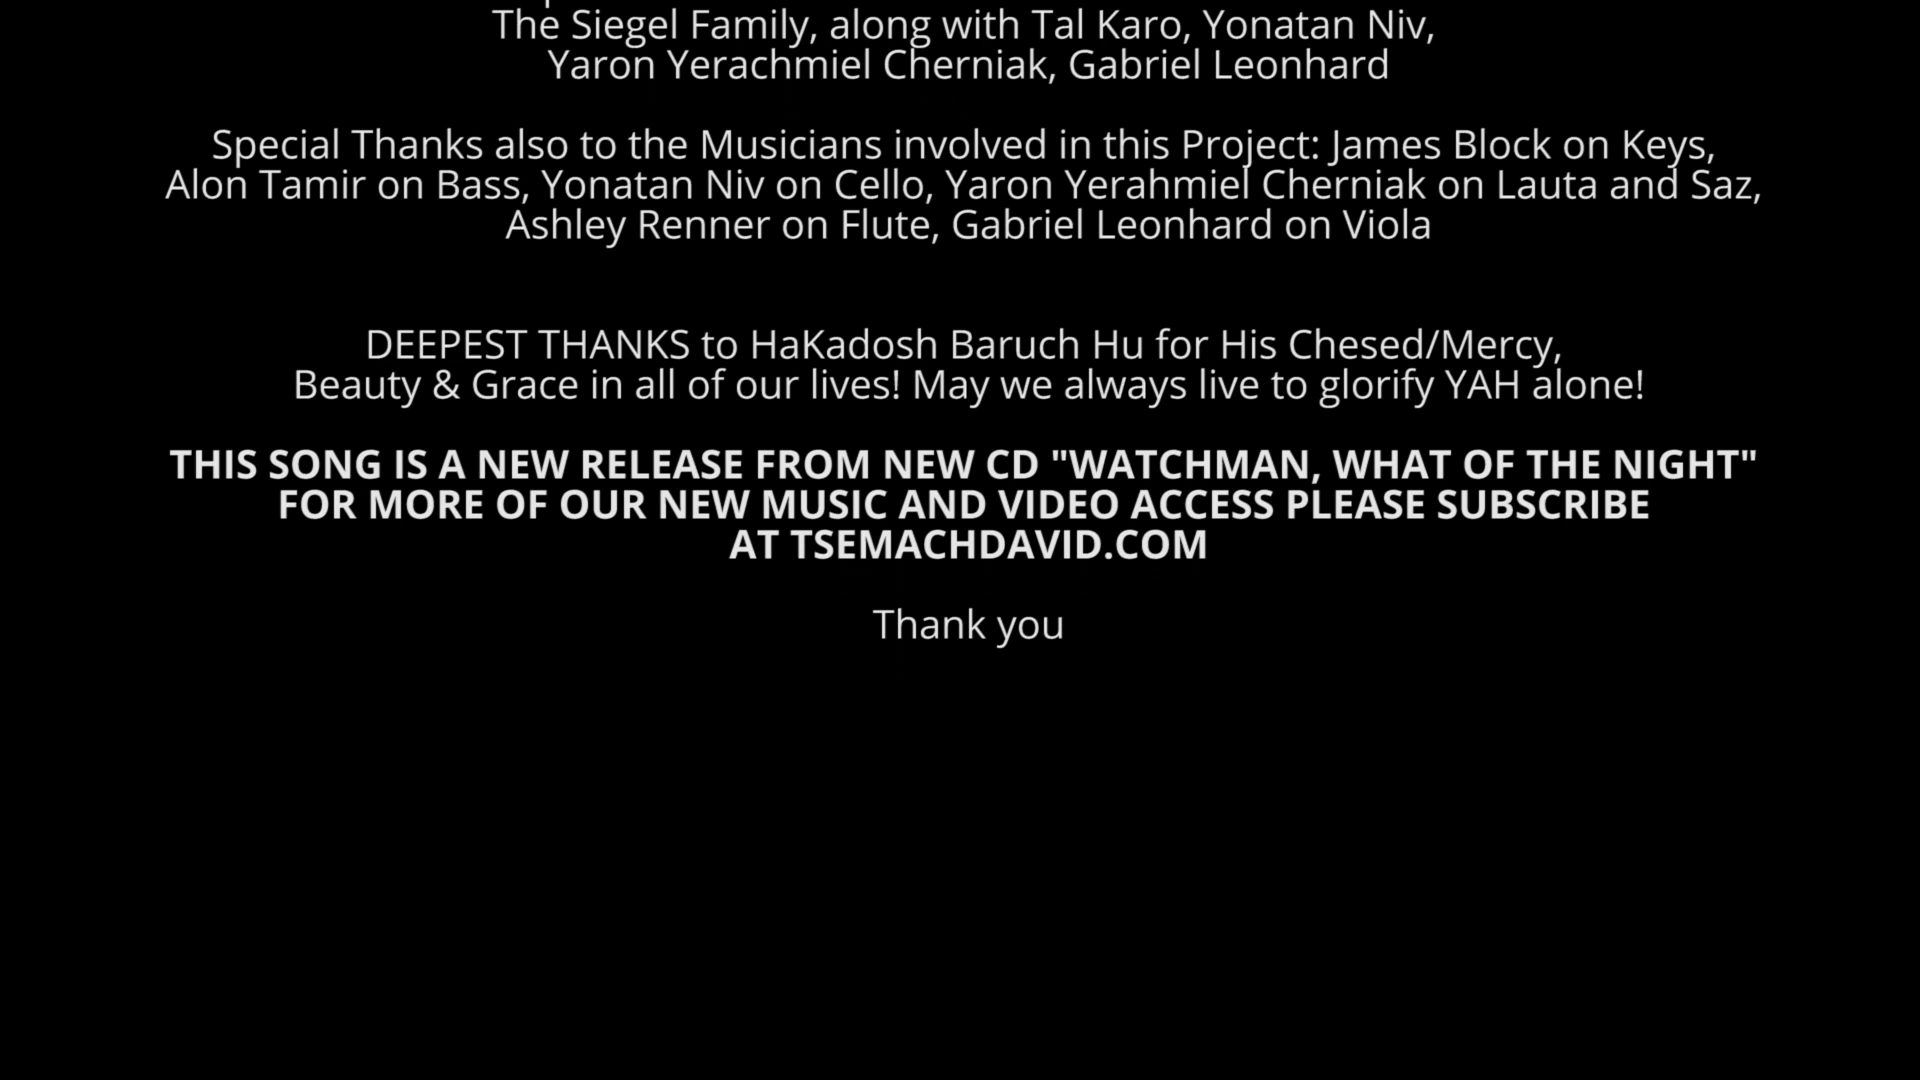 The Siegel Family, along with Tal Karo, Yonatan Niv,
Yaron Yerachmiel Cherniak, Gabriel Leonhard
Special Thanks also to the Musicians involved in this Project: James Block on Keys,
Alon Tamir on Bass, Yonatan Niv on Cello, Yaron Yerahmiel Cherniak on Lauta and Saz,
Ashley Renner on Flute, Gabriel Leonhard on Viola
DEEPEST THANKS to HaKadosh Baruch Hu for His Chesed/Mercy,
Beauty & Grace in all of our lives! May we always live to glorify YAH alone!
THIS SONG IS A NEW RELEASE FROM NEW CD "WATCHMAN, WHAT OF THE NIGHT"
FOR MORE OF OUR NEW MUSIC AND VIDEO ACCESS PLEASE SUBSCRIBE
AT TSEMACHDAVID.COM
Thank you